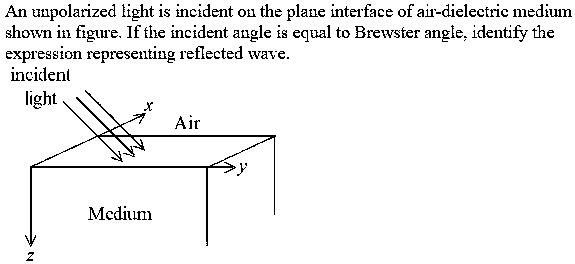 An unpolarized light is incident on the plane interface of air-dielectric medium
shown in figure. If the incident angle is equal to Brewster angle, identify the
expression representing reflected wave.
incident
light
x
Air
y
Medium
z